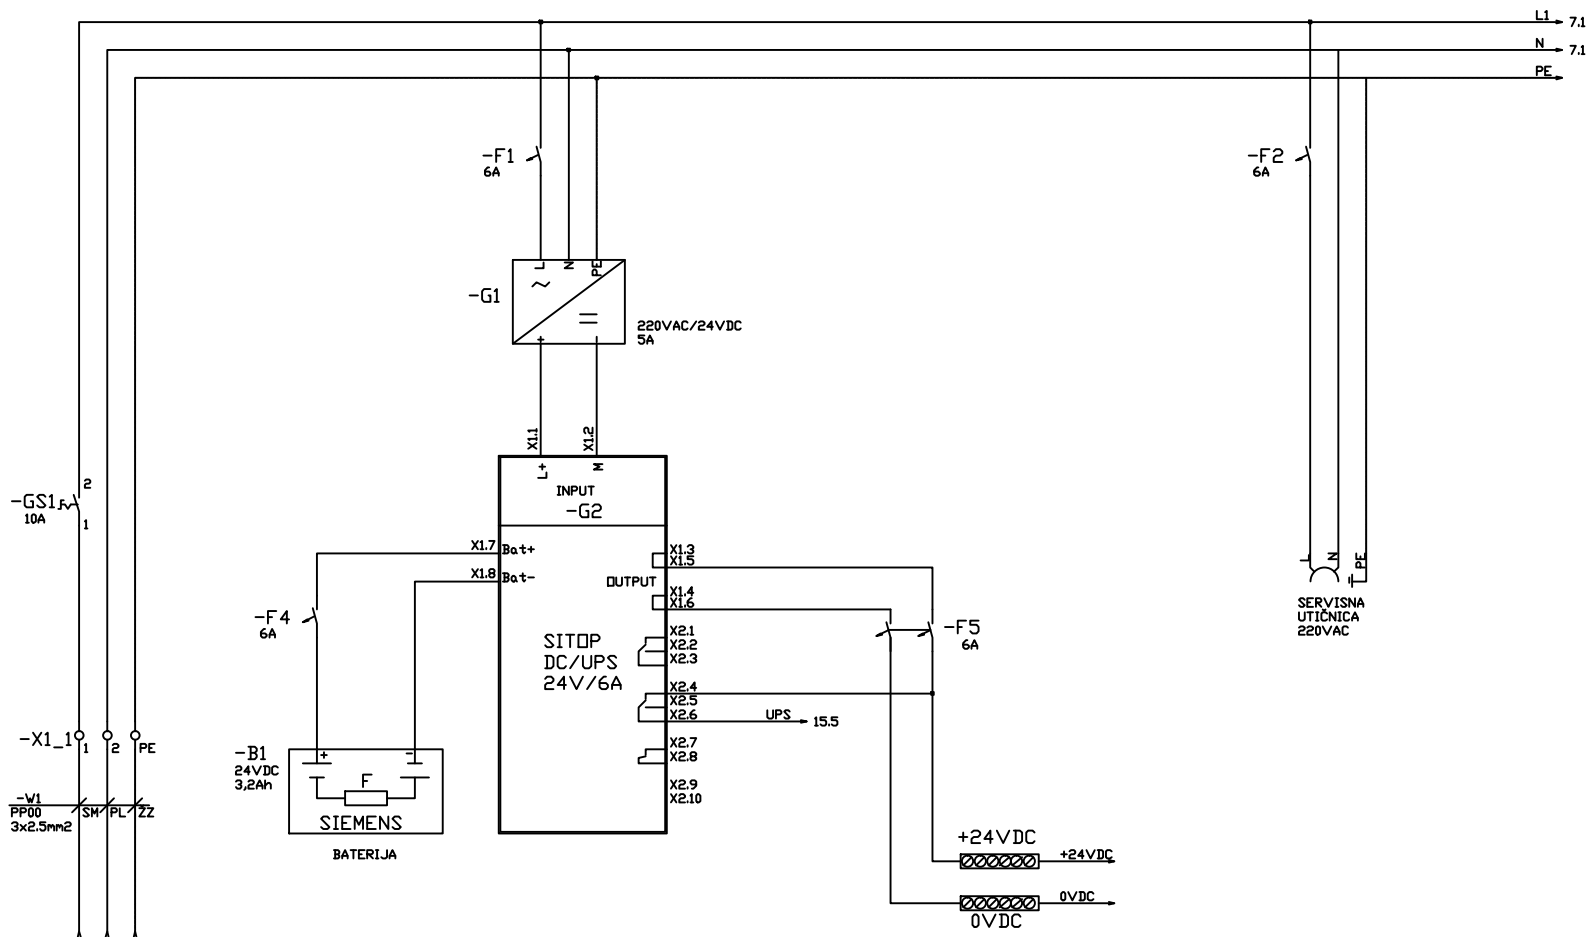 L1 7.1
N 7.1
PE
-F1
6A
-F2
6A
L N PE
-G1
220VAC/24VDC
5A
+ -
X1.1 X1.2
L+ M
INPUT
-G2
2
-GS1
10A
1
X1.7 Bat+
X1.8 Bat-
OUTPUT
X1.3
X1.5
X1.4
X1.6
L N PE
SERVISNA
UTIČNICA
220VAC
-F4
6A
-F5
6A
SITOP
DC/UPS
24V/6A
X2.1
X2.2
X2.3
X2.4
X2.5
X2.6
UPS 15.5
X2.7
X2.8
X2.9
X2.10
-X1_1 1 2 PE
-B1
24VDC
3,2Ah
+ -
F
SIEMENS
BATERIJA
-W1
PP00 SM PL ŽZ
3x2.5mm2
+24VDC
+24VDC
0VDC
0VDC